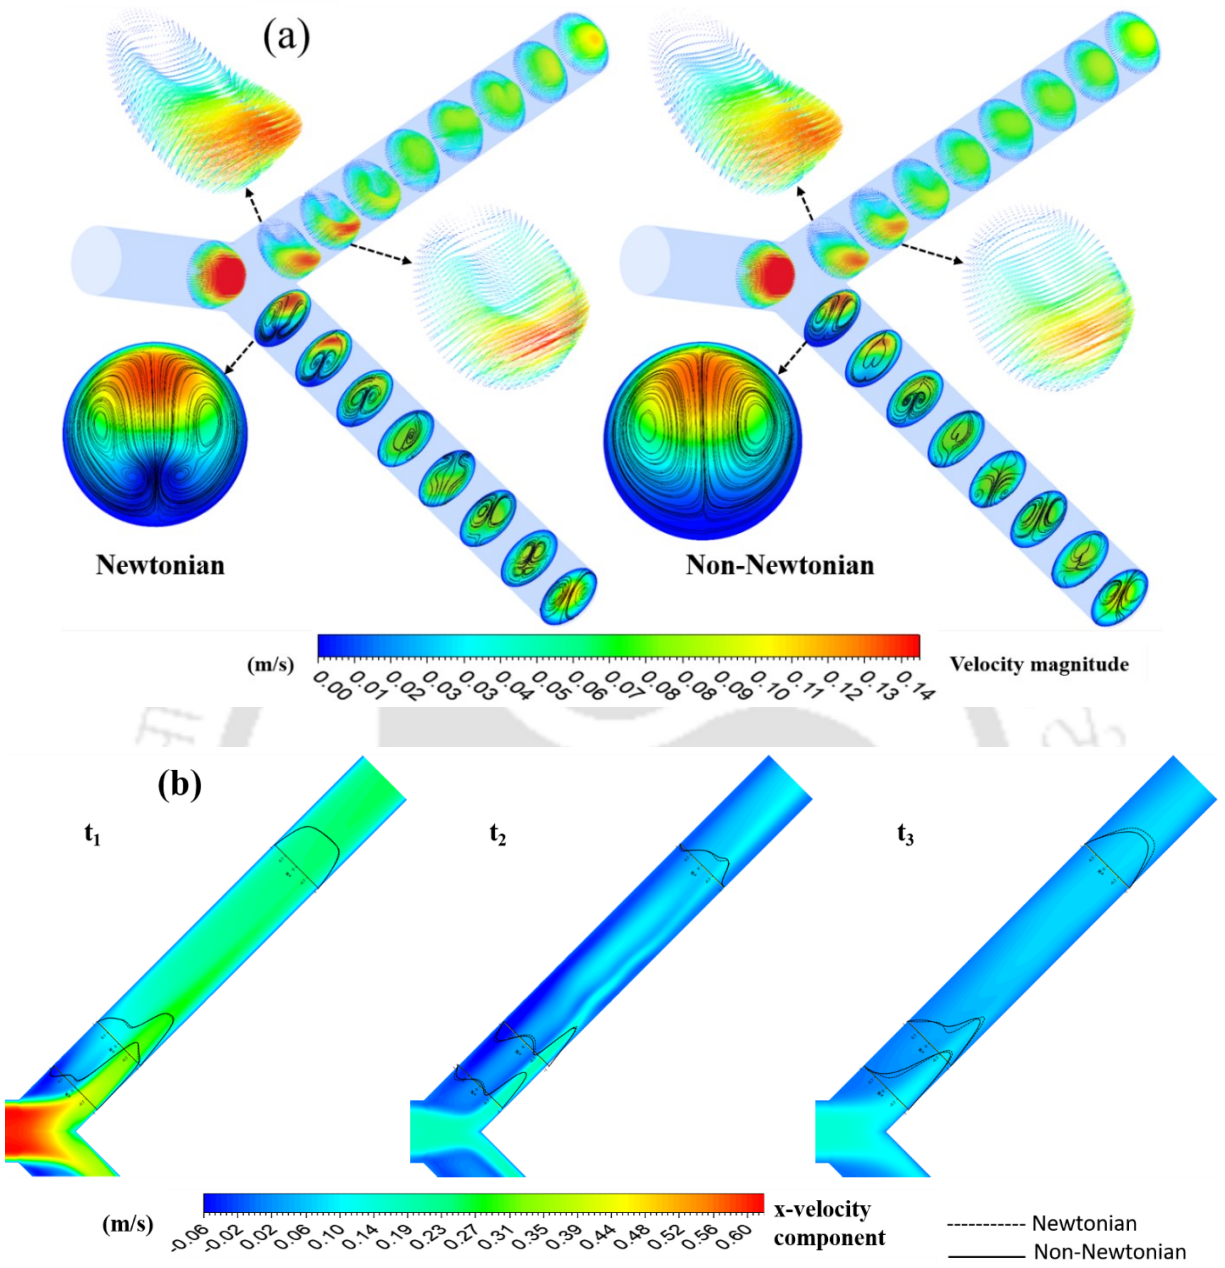 (a)
Newtonian
Non-Newtonian
(m/s)
0.00 0.01 0.02 0.03 0.03 0.04 0.05 0.06 0.07 0.08 0.08 0.09 0.10 0.11 0.12 0.13 0.14
Velocity magnitude
(b)
t₁
t₂
t₃
(m/s)
-0.06 -0.02 0.02 0.06 0.10 0.14 0.19 0.23 0.27 0.31 0.35 0.39 0.44 0.48 0.52 0.56 0.60
x-velocity
component
Newtonian
Non-Newtonian